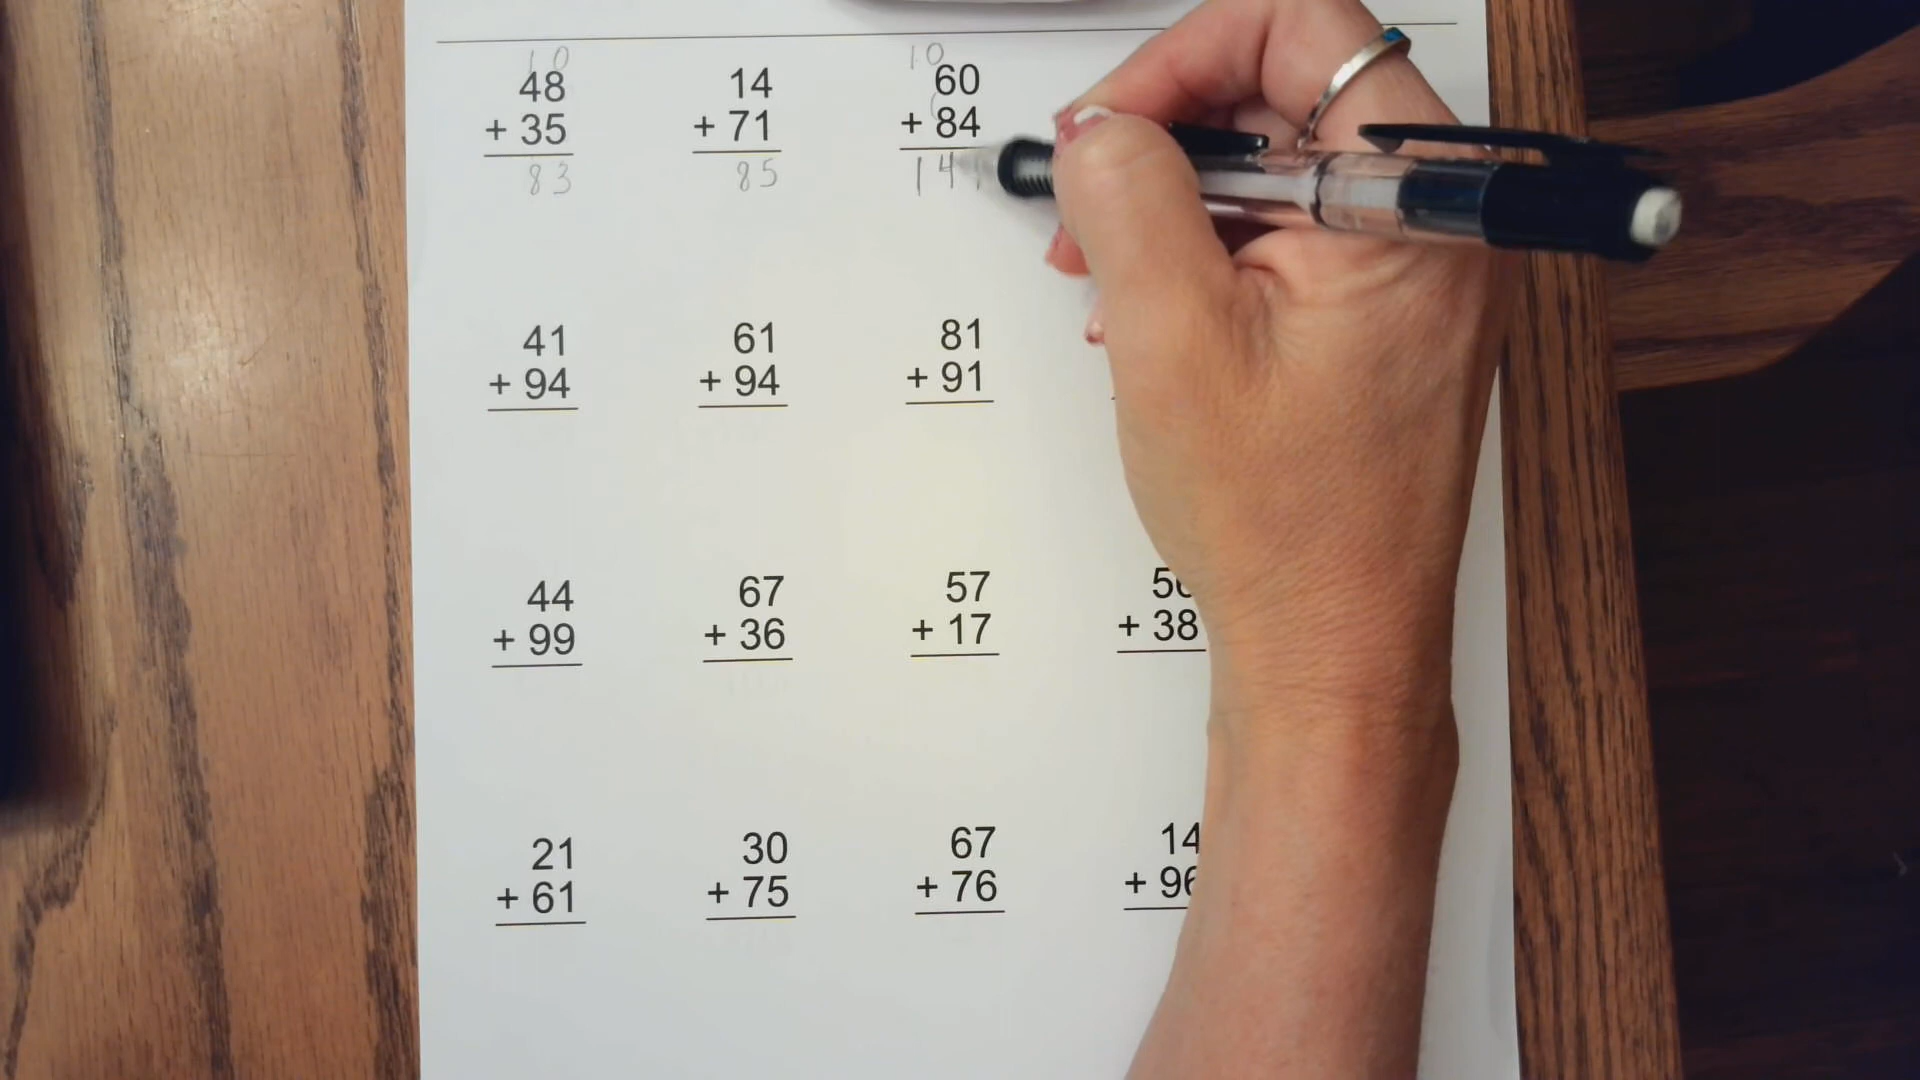 10 10
48 14 60
+ 35 + 71 + 84
83 85 14
41 61 81
+ 94 + 94 + 91
44 67 57
+ 99 + 36 + 17 + 38
21 30 67 14
+ 61 + 75 + 76